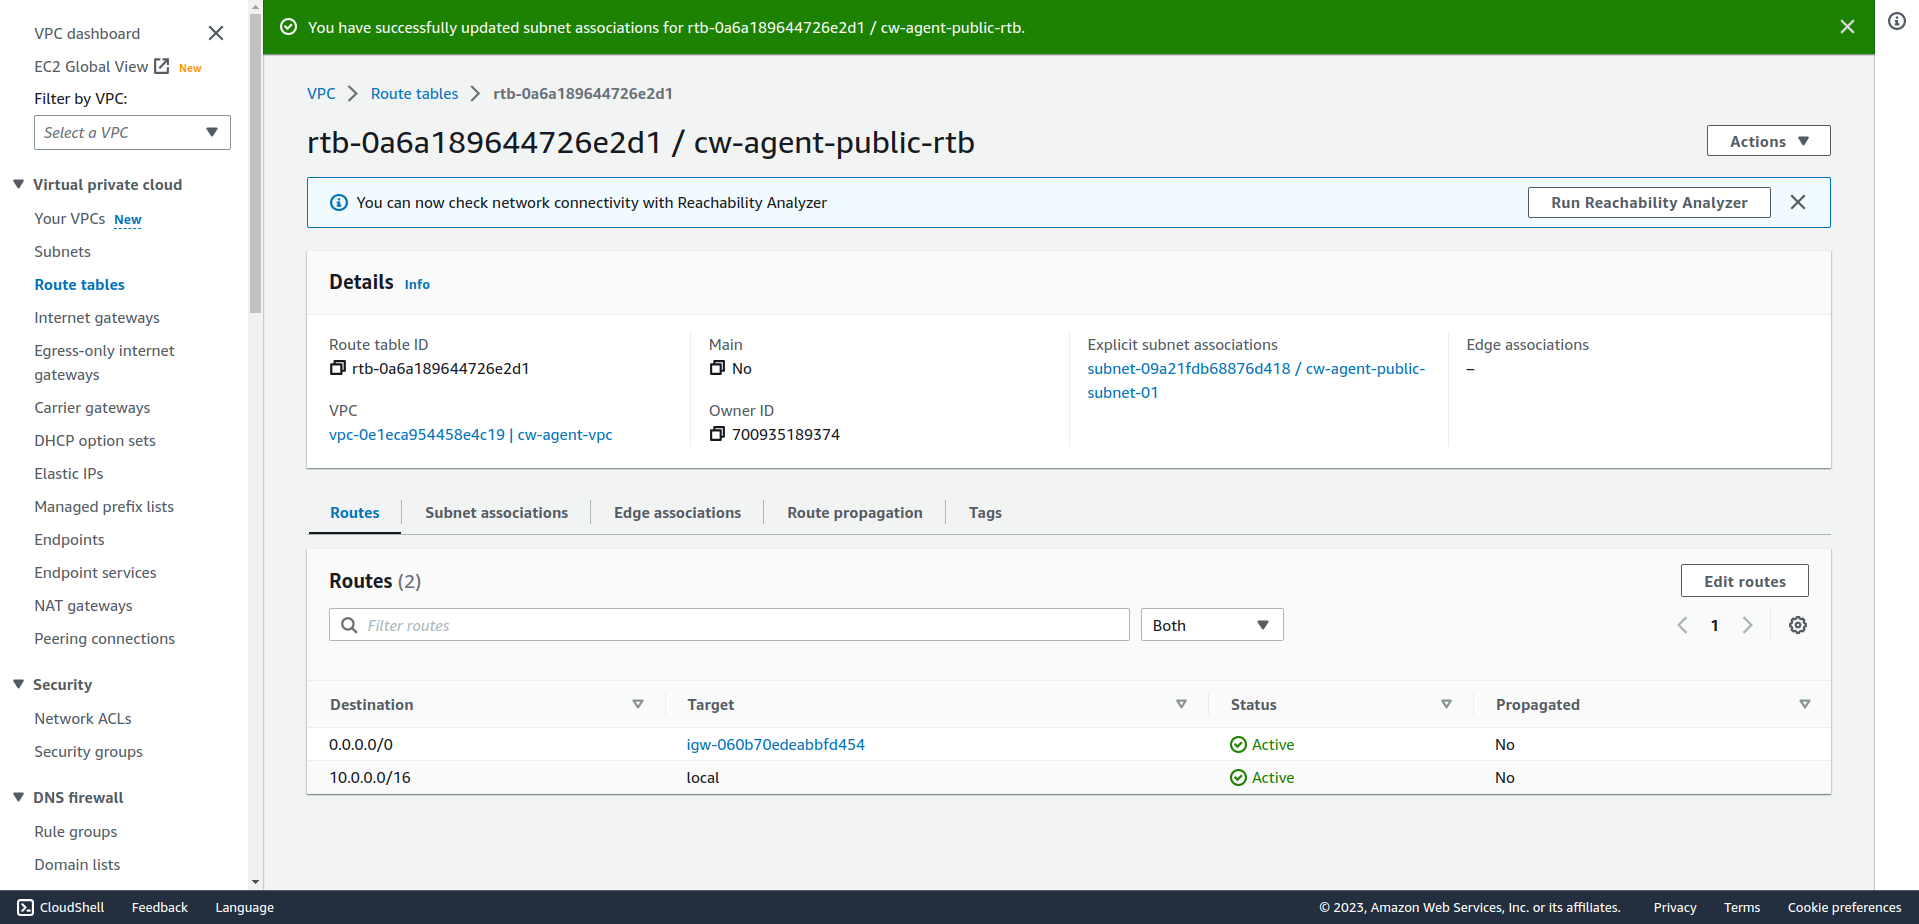 VPC dashboard
EC2 Global View New
Filter by VPC:
Select a VPC
Virtual private cloud
Your VPCs New
Subnets
Route tables
Internet gateways
Egress-only internet
gateways
Carrier gateways
DHCP option sets
Elastic IPs
Managed prefix lists
Endpoints
Endpoint services
NAT gateways
Peering connections
Security
Network ACLs
Security groups
DNS firewall
Rule groups
Domain lists
You have successfully updated subnet associations for rtb-0a6a189644726e2d1 / cw-agent-public-rtb.
VPC Route tables rtb-0a6a189644726e2d1
rtb-0a6a189644726e2d1 / cw-agent-public-rtb
Actions
You can now check network connectivity with Reachability Analyzer
Run Reachability Analyzer
Details Info
Route table ID
rtb-0a6a189644726e2d1
VPC
vpc-0e1eca954458e4c19 | cw-agent-vpc
Main
No
Owner ID
700935189374
Explicit subnet associations
subnet-09a21fdb68876d418 / cw-agent-public-
subnet-01
Edge associations
–
Routes Subnet associations Edge associations Route propagation Tags
Routes (2)
Edit routes
Filter routes
Both
1
Destination Target Status Propagated
0.0.0.0/0 igw-060b70edeabbfd454 Active No
10.0.0.0/16 local Active No
CloudShell Feedback Language
© 2023, Amazon Web Services, Inc. or its affiliates. Privacy Terms Cookie preferences